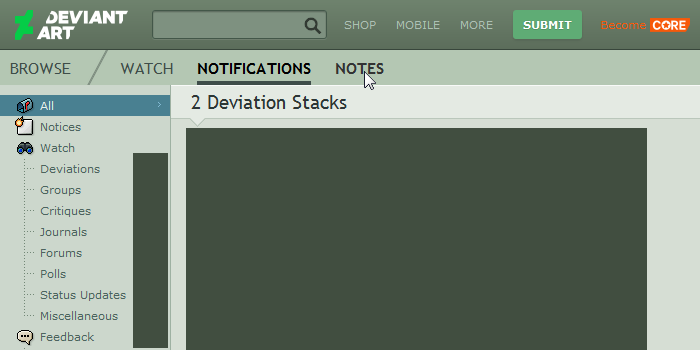 DEVIANT ART
SHOP MOBILE MORE SUBMIT Become CORE
BROWSE WATCH NOTIFICATIONS NOTES
All
2 Deviation Stacks
Notices
Watch
Deviations
Groups
Critiques
Journals
Forums
Polls
Status Updates
Miscellaneous
Feedback